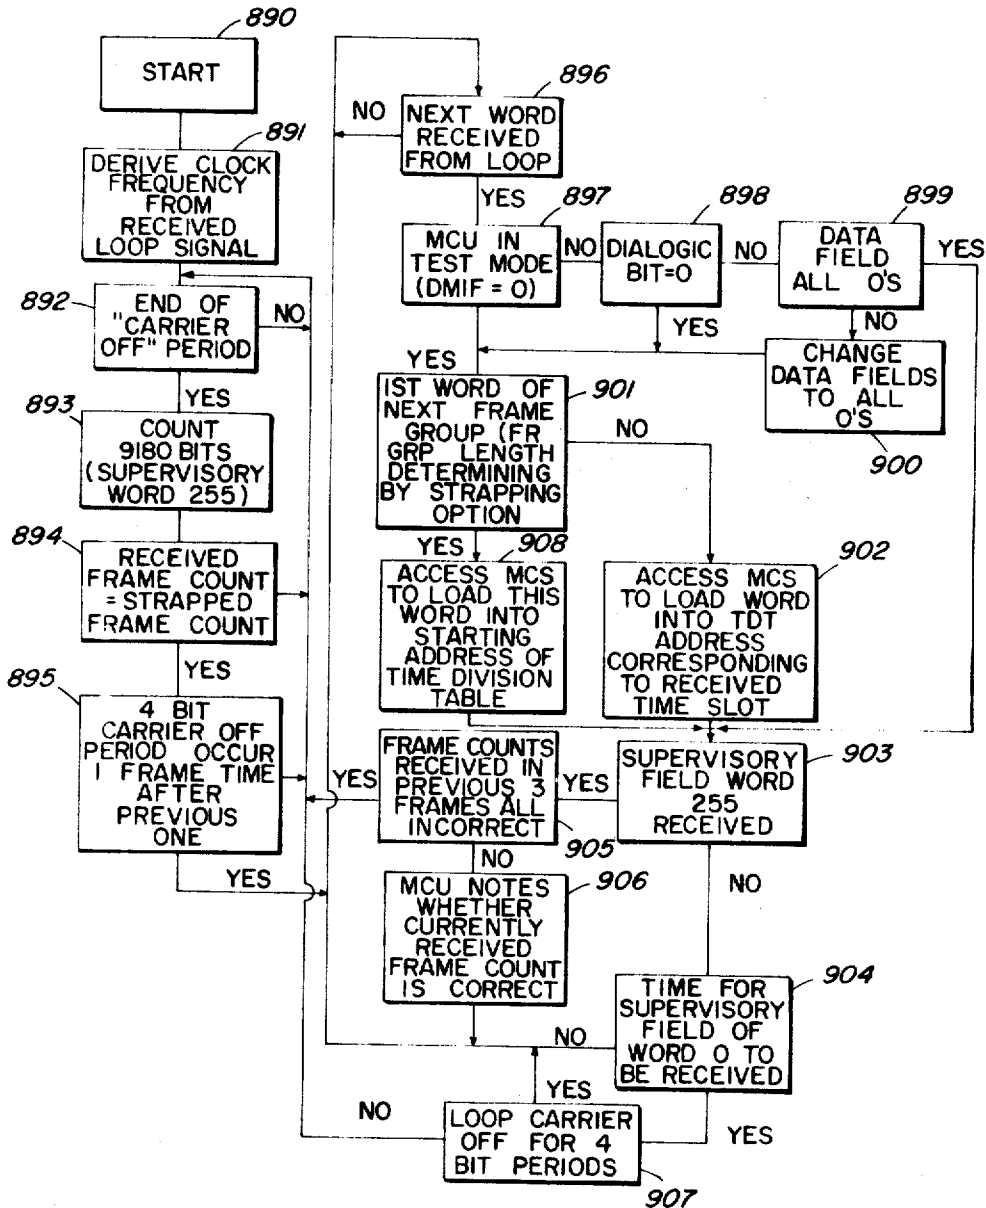 890
START
891
DERIVE CLOCK
FREQUENCY
FROM
RECEIVED
LOOP SIGNAL
892
END OF
"CARRIER
OFF" PERIOD
NO
YES
893
COUNT
9180 BITS
(SUPERVISORY
WORD 255)
894
RECEIVED
FRAME COUNT
=STRAPPED
FRAME COUNT
YES
895
4 BIT
CARRIER OFF
PERIOD OCCUR
1 FRAME TIME
AFTER
PREVIOUS
ONE
YES
896
NO
NEXT WORD
RECEIVED
FROM LOOP
YES
897
MCU IN
TEST MODE
(DMIF = 0)
NO
898
DIALOGIC
BIT=0
NO
YES
899
DATA
FIELD
ALL 0'S
YES
NO
CHANGE
DATA FIELDS
TO ALL
0'S
900
YES
901
1ST WORD OF
NEXT FRAME
GROUP (FR
GRP LENGTH
DETERMINING
BY STRAPPING
OPTION
NO
YES
908
ACCESS MCS
TO LOAD THIS
WORD INTO
STARTING
ADDRESS OF
TIME DIVISION
TABLE
902
ACCESS MCS
TO LOAD WORD
INTO TDT
ADDRESS
CORRESPONDING
TO RECEIVED
TIME SLOT
903
SUPERVISORY
FIELD WORD
255
RECEIVED
YES
NO
FRAME COUNTS
RECEIVED IN
PREVIOUS 3
FRAMES ALL
INCORRECT
905
YES
NO
906
MCU NOTES
WHETHER
CURRENTLY
RECEIVED
FRAME COUNT
IS CORRECT
904
TIME FOR
SUPERVISORY
FIELD OF
WORD 0 TO
BE RECEIVED
NO
YES
YES
NO
LOOP CARRIER
OFF FOR 4
BIT PERIODS
907